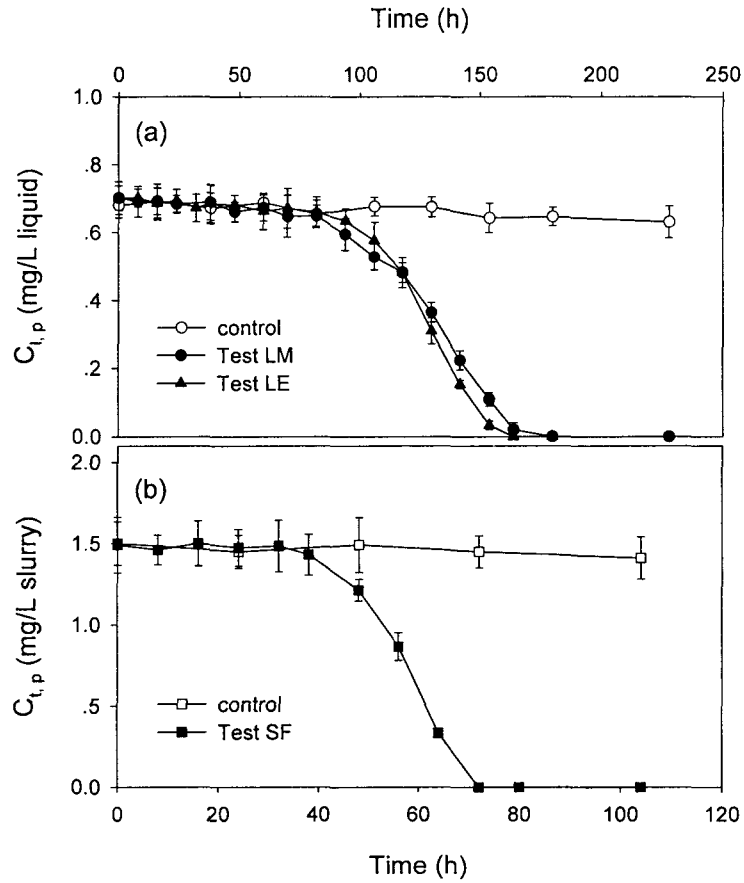 Time (h)
0 50 100 150 200 250
1.0
(a)
.8
.6
.4
.2
0.0
C t, p (mg/L liquid)
control
Test LM
Test LE
2.0
(b)
1.5
1.0
.5
0.0
C t, p (mg/L slurry)
control
Test SF
0 20 40 60 80 100 120
Time (h)